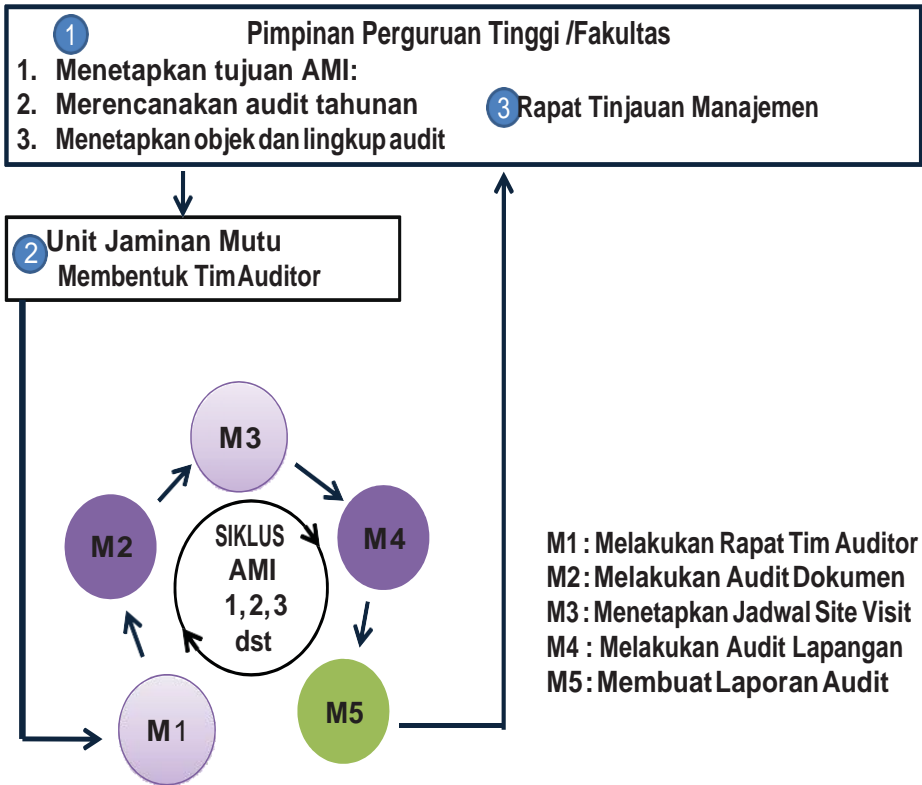 1
Pimpinan Perguruan Tinggi /Fakultas
1. Menetapkan tujuan AMI:
2. Merencanakan audit tahunan
3. Menetapkan objek dan lingkup audit
3 Rapat Tinjauan Manajemen
2 Unit Jaminan Mutu
Membentuk Tim Auditor
M3
M2
M4
SIKLUS
AMI
1, 2, 3
dst
M1
M5
M1 : Melakukan Rapat Tim Auditor
M2: Melakukan Audit Dokumen
M3 : Menetapkan Jadwal Site Visit
M4 : Melakukan Audit Lapangan
M5: Membuat Laporan Audit